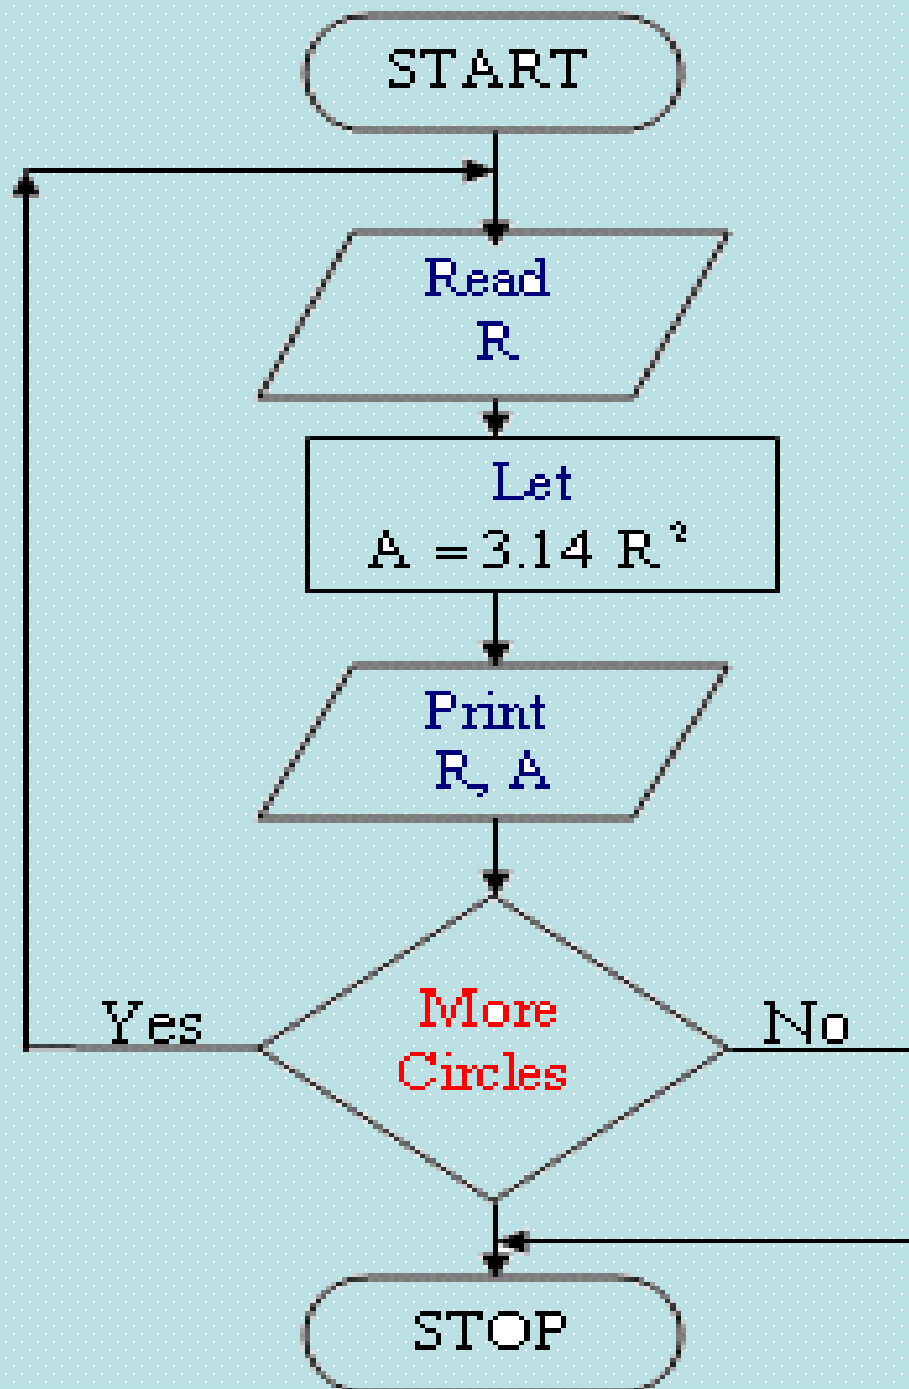 START
Read
R
Let
A = 3.14 R²
Print
R, A
More
Circles
Yes
No
STOP